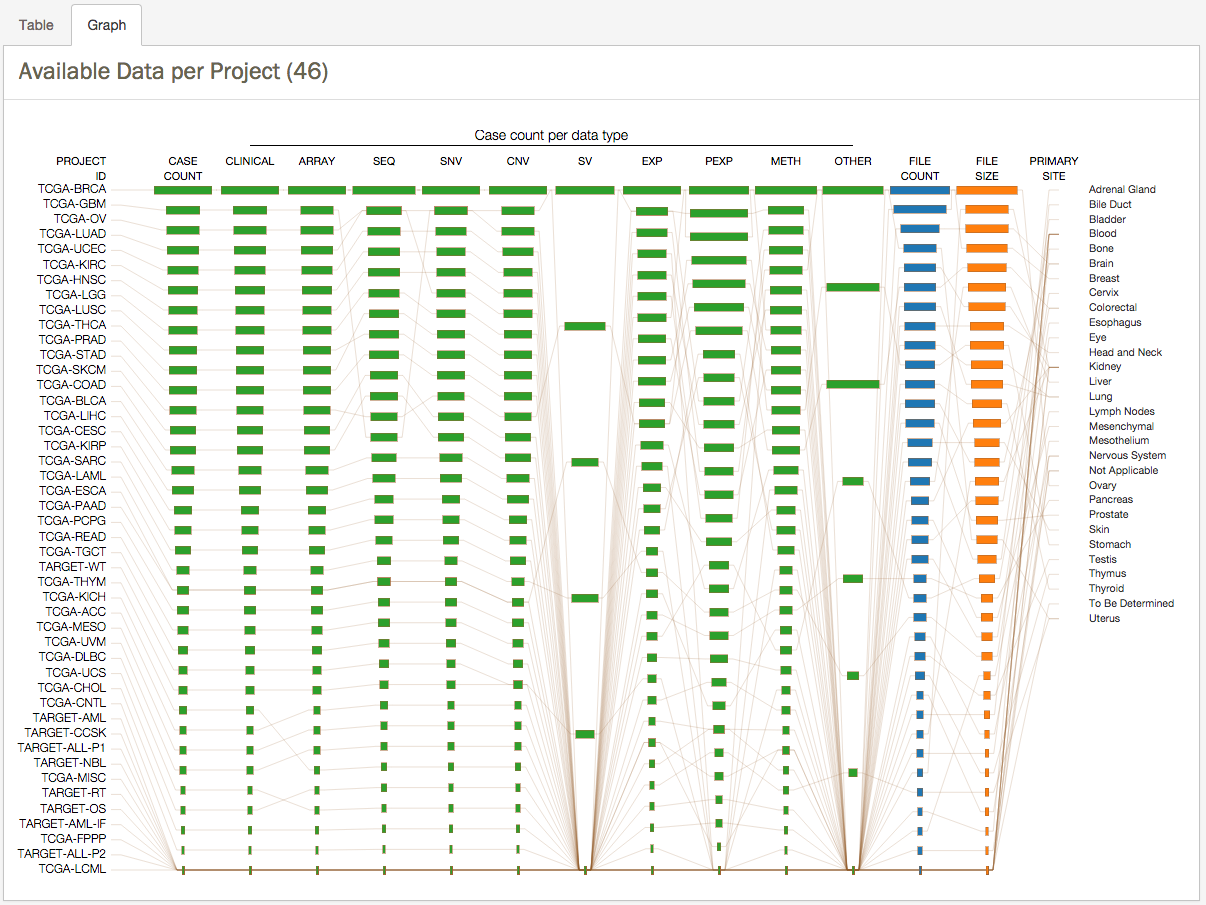 Table
Graph
Available Data per Project (46)
Case count per data type
PROJECT ID
CASE COUNT
CLINICAL
ARRAY
SEQ
SNV
CNV
SV
EXP
PEXP
METH
OTHER
FILE COUNT
FILE SIZE
PRIMARY SITE
TCGA-BRCA
TCGA-GBM
TCGA-OV
TCGA-LUAD
TCGA-UCEC
TCGA-KIRC
TCGA-HNSC
TCGA-LGG
TCGA-LUSC
TCGA-THCA
TCGA-PRAD
TCGA-STAD
TCGA-SKCM
TCGA-COAD
TCGA-BLCA
TCGA-LIHC
TCGA-CESC
TCGA-KIRP
TCGA-SARC
TCGA-LAML
TCGA-ESCA
TCGA-PAAD
TCGA-PCPG
TCGA-READ
TCGA-TGCT
TARGET-WT
TCGA-THYM
TCGA-KICH
TCGA-ACC
TCGA-MESO
TCGA-UVM
TCGA-DLBC
TCGA-UCS
TCGA-CHOL
TCGA-CNTL
TARGET-AML
TARGET-CCSK
TARGET-ALL-P1
TARGET-NBL
TCGA-MISC
TARGET-RT
TARGET-OS
TARGET-AML-IF
TCGA-FPPP
TARGET-ALL-P2
TCGA-LCML
Adrenal Gland
Bile Duct
Bladder
Blood
Bone
Brain
Breast
Cervix
Colorectal
Esophagus
Eye
Head and Neck
Kidney
Liver
Lung
Lymph Nodes
Mesenchymal
Mesothelium
Nervous System
Not Applicable
Ovary
Pancreas
Prostate
Skin
Stomach
Testis
Thymus
Thyroid
To Be Determined
Uterus